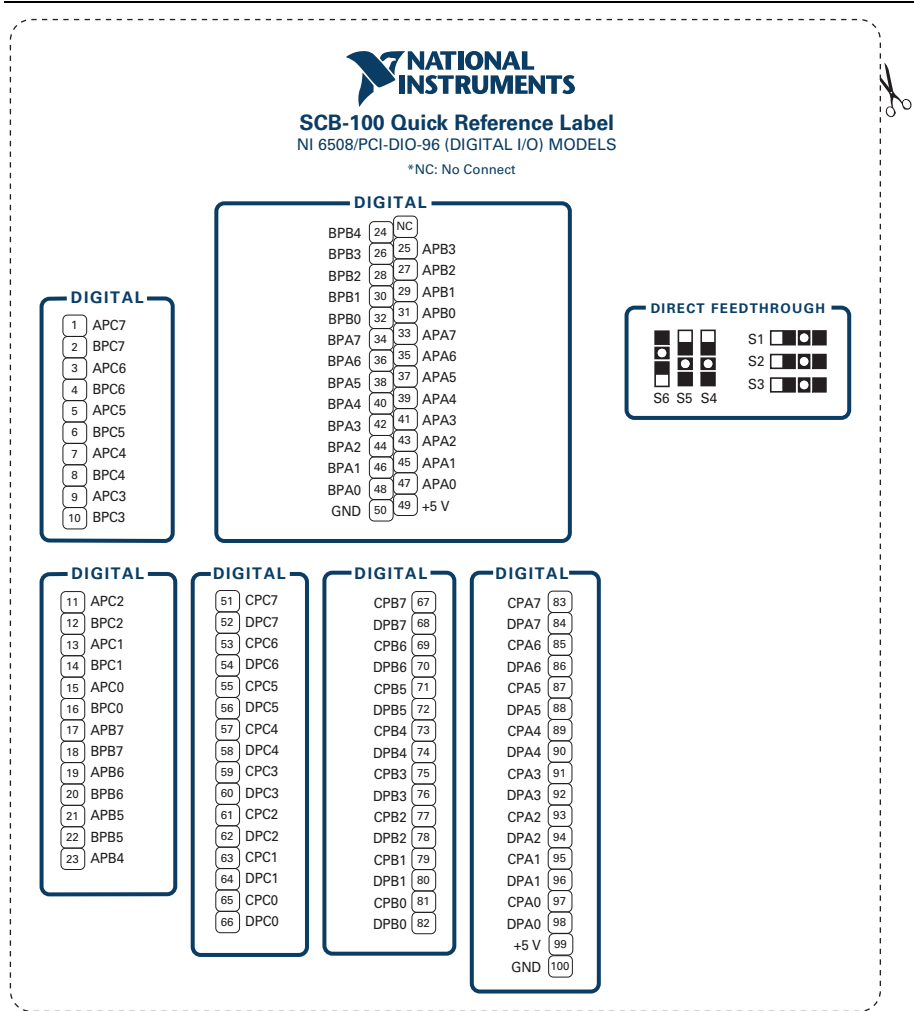 NATIONAL
INSTRUMENTS
SCB-100 Quick Reference Label
NI 6508/PCI-DIO-96 (DIGITAL I/O) MODELS
*NC: No Connect
DIGITAL
NC
BPB4 24
25 APB3
BPB3 26
27 APB2
BPB2 28
29 APB1
BPB1 30
31 APB0
BPB0 32
33 APA7
BPA7 34
35 APA6
BPA6 36
37 APA5
BPA5 38
39 APA4
BPA4 40
41 APA3
BPA3 42
43 APA2
BPA2 44
45 APA1
BPA1 46
47 APA0
BPA0 48
49 +5 V
GND 50
DIGITAL
1 APC7
2 BPC7
3 APC6
4 BPC6
5 APC5
6 BPC5
7 APC4
8 BPC4
9 APC3
10 BPC3
DIRECT FEEDTHROUGH
S1
S2
S3
S6 S5 S4
DIGITAL
11 APC2
12 BPC2
13 APC1
14 BPC1
15 APC0
16 BPC0
17 APB7
18 BPB7
19 APB6
20 BPB6
21 APB5
22 BPB5
23 APB4
DIGITAL
51 CPC7
52 DPC7
53 CPC6
54 DPC6
55 CPC5
56 DPC5
57 CPC4
58 DPC4
59 CPC3
60 DPC3
61 CPC2
62 DPC2
63 CPC1
64 DPC1
65 CPC0
66 DPC0
DIGITAL
CPB7 67
DPB7 68
CPB6 69
DPB6 70
CPB5 71
DPB5 72
CPB4 73
DPB4 74
CPB3 75
DPB3 76
CPB2 77
DPB2 78
CPB1 79
DPB1 80
CPB0 81
DPB0 82
DIGITAL
CPA7 83
DPA7 84
CPA6 85
DPA6 86
CPA5 87
DPA5 88
CPA4 89
DPA4 90
CPA3 91
DPA3 92
CPA2 93
DPA2 94
CPA1 95
DPA1 96
CPA0 97
DPA0 98
+5 V 99
GND 100